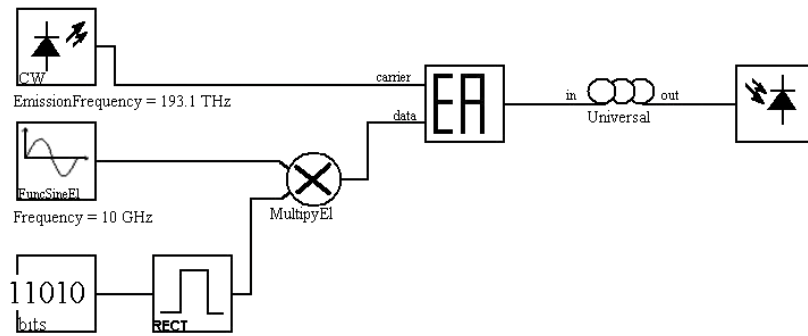 CW
EmissionFrequency = 193.1 THz
carrier
data
EA
in
out
Universal
FuncSineEl
Frequency = 10 GHz
MultipyEl
11010
bits
RECT